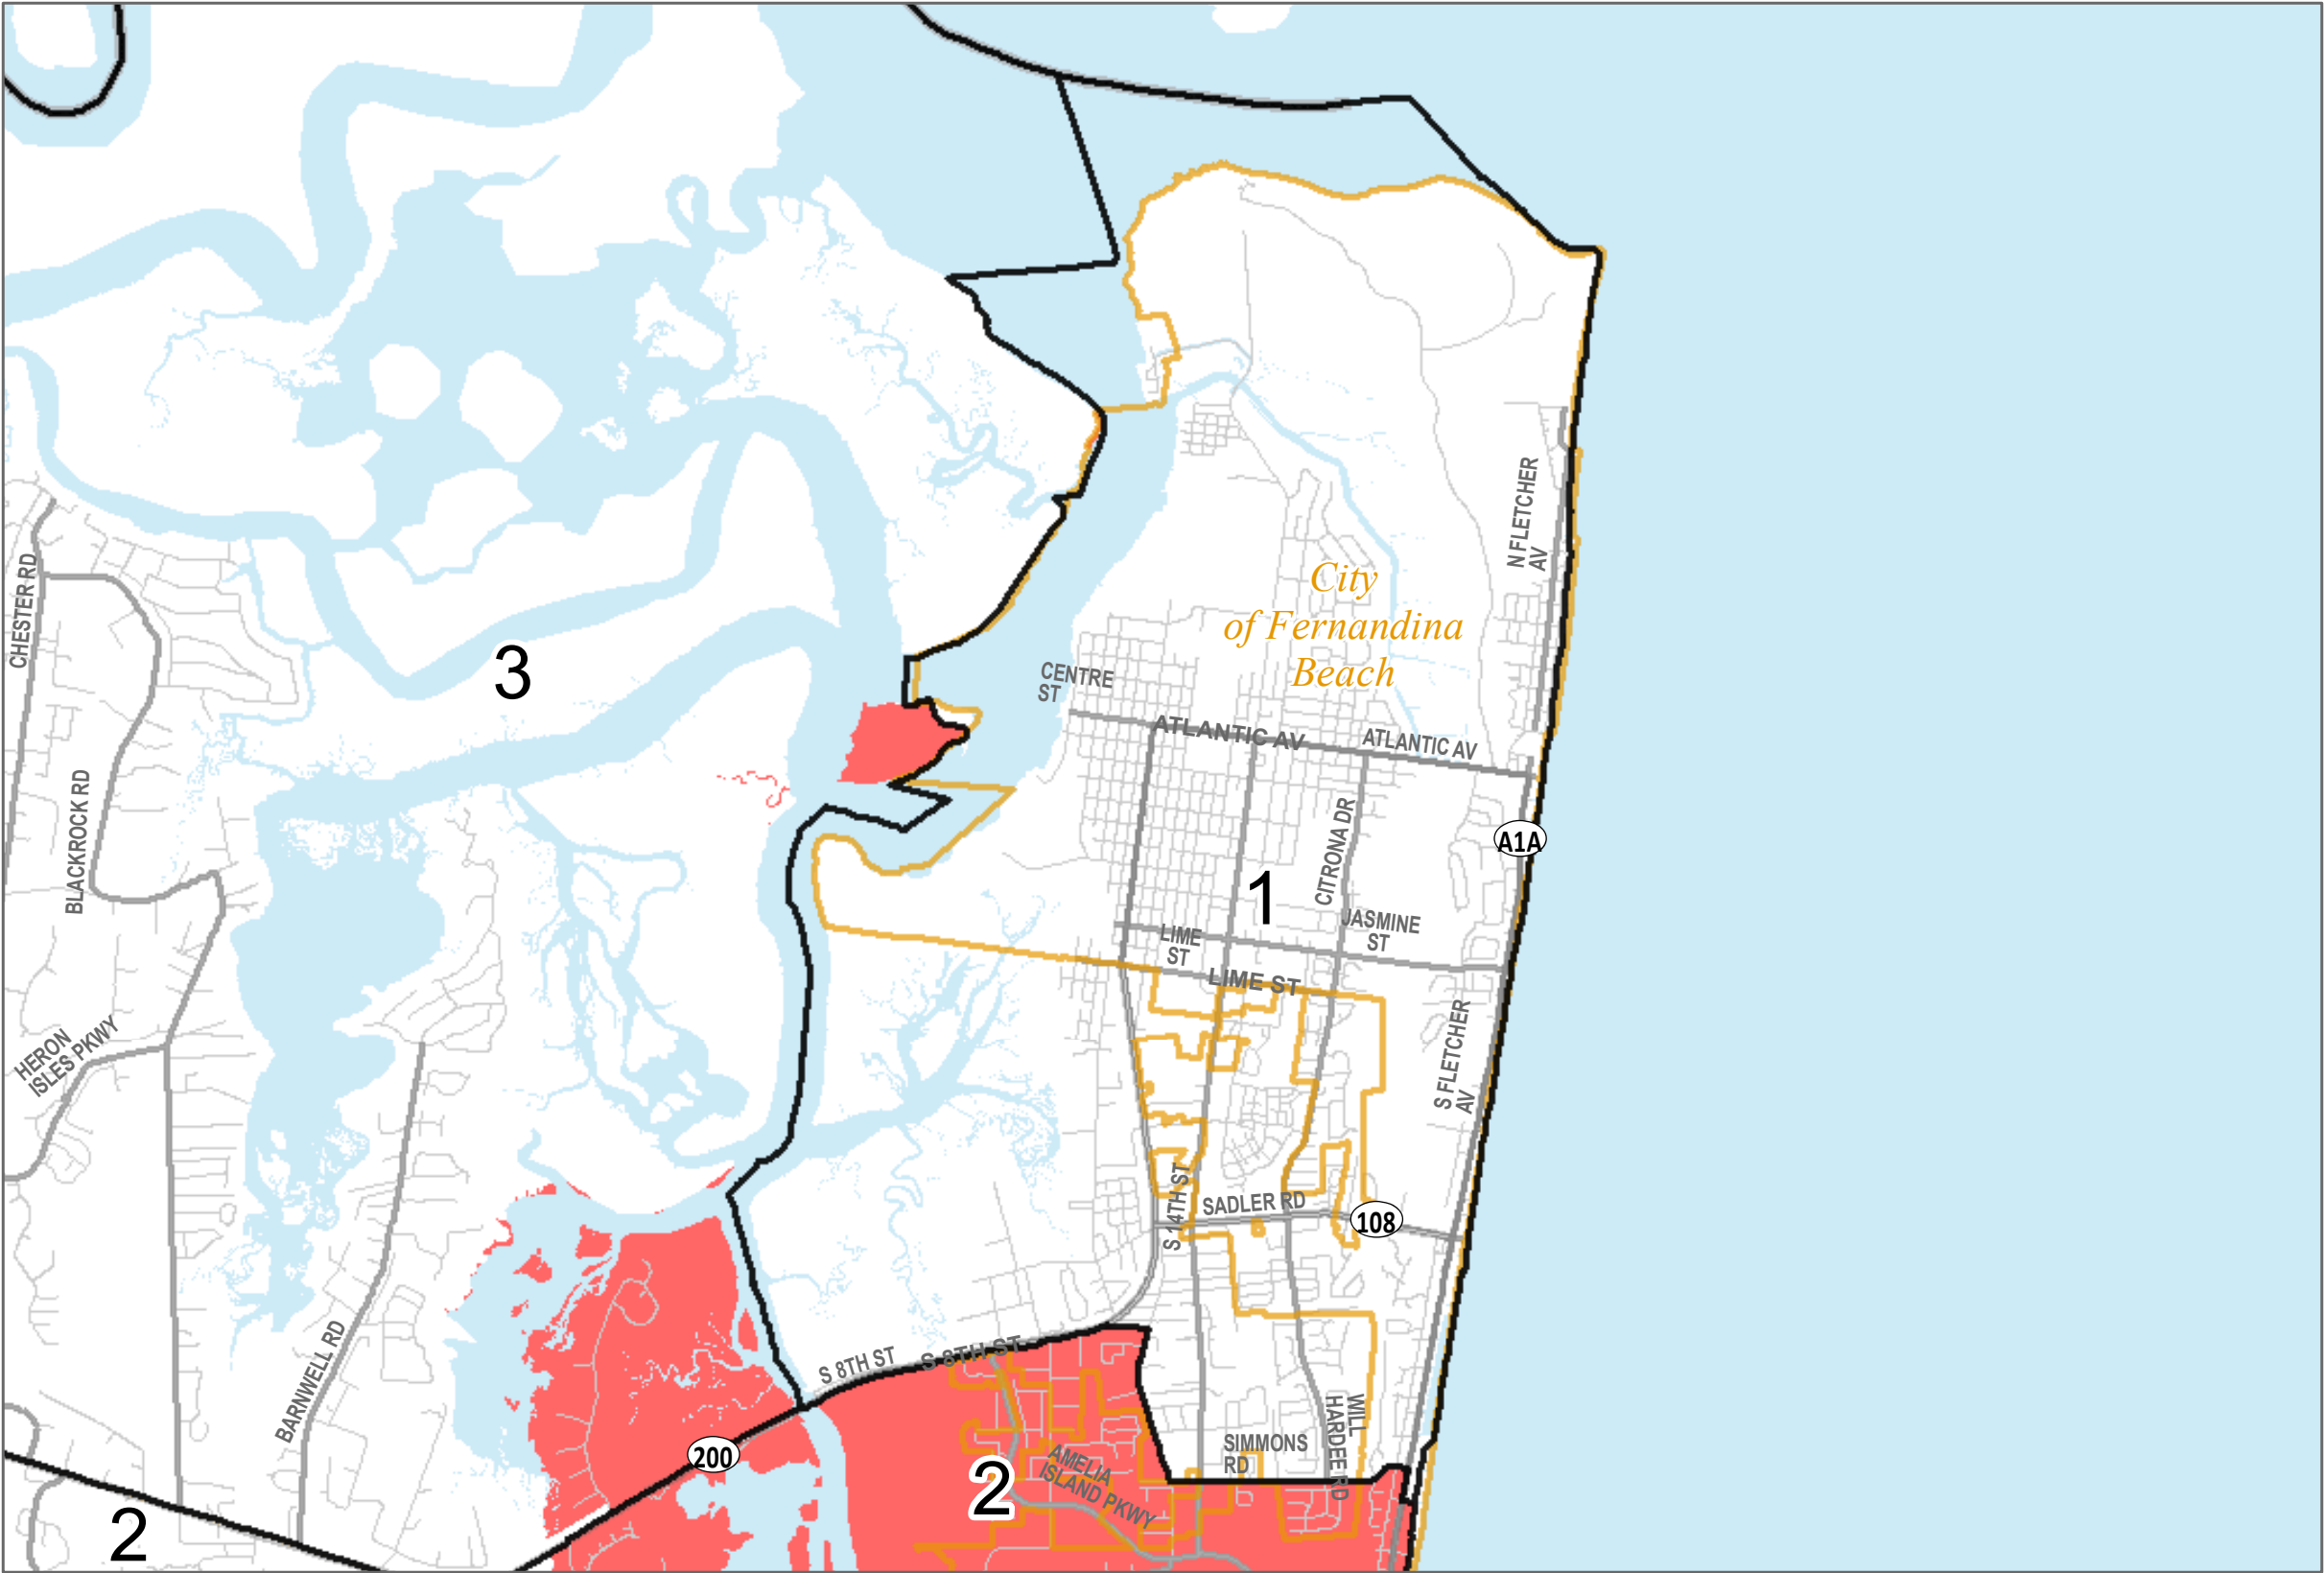 N FLETCHER
AV
CHESTER RD
City
of Fernandina
Beach
3
CENTRE
ST
ATLANTIC AV
ATLANTIC AV
BLACKROCK RD
CITRONA DR
A1A
1
JASMINE
ST
LIME
ST
LIME ST
HERON
ISLES PKWY
S FLETCHER
AV
S 14TH ST
SADLER RD
108
BARNWELL RD
S 8TH ST
S 8TH ST
WILL
HARDEE RD
SIMMONS
RD
200
AMELIA
ISLAND PKWY
2
2